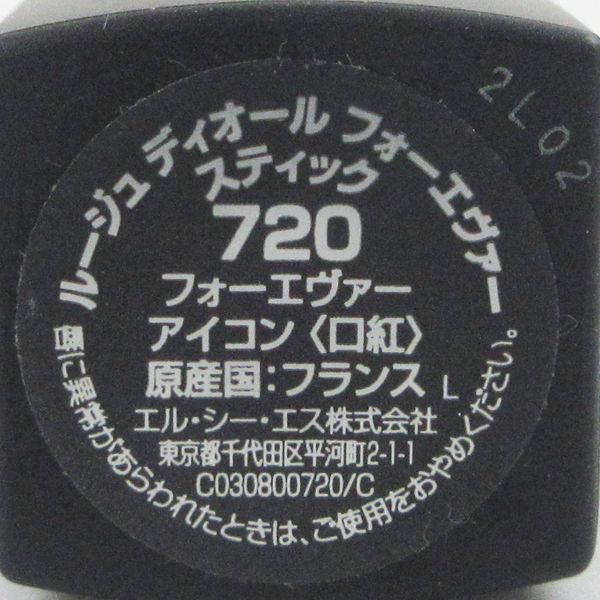 2L02
ルージュ ディオール フォーエヴァー
スティック
720
フォーエヴァー
アイコン〈口紅〉
原産国:フランス L
エル・シー・エス株式会社
東京都千代田区平河町2-1-1
C030800720/C
唇に異常があらわれたときは、ご使用をおやめください。